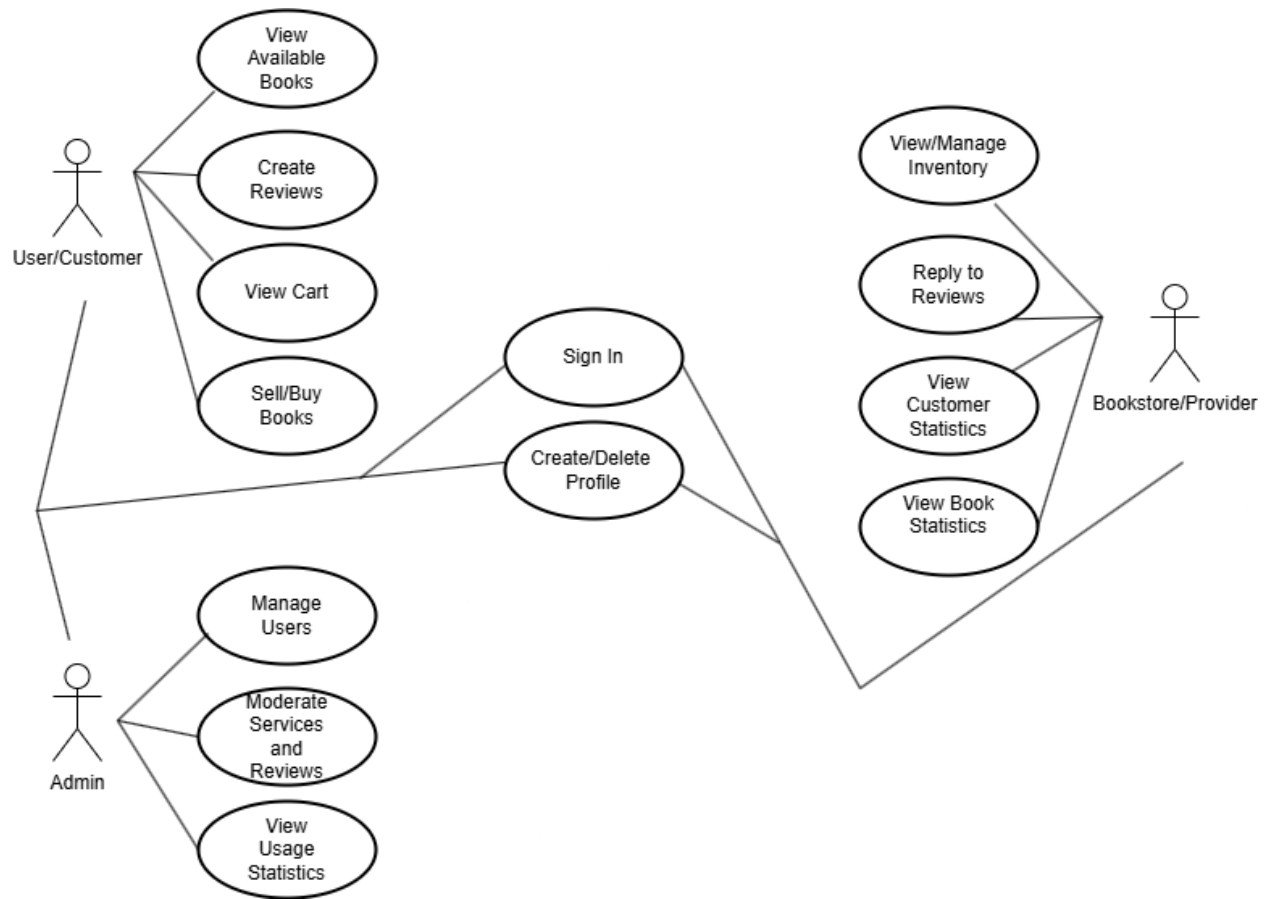 View
Available
Books
Create
Reviews
User/Customer
View Cart
Sell/Buy
Books
Sign In
Create/Delete
Profile
View/Manage
Inventory
Reply to
Reviews
View
Customer
Statistics
Bookstore/Provider
View Book
Statistics
Manage
Users
Moderate
Services
and
Reviews
Admin
View
Usage
Statistics